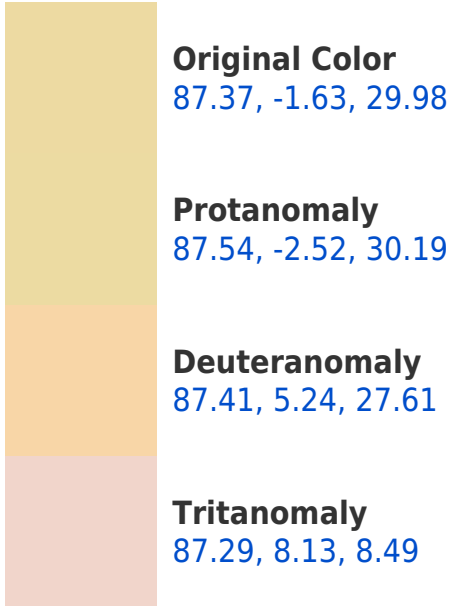 Original Color
87.37, -1.63, 29.98
Protanomaly
87.54, -2.52, 30.19
Deuteranomaly
87.41, 5.24, 27.61
Tritanomaly
87.29, 8.13, 8.49